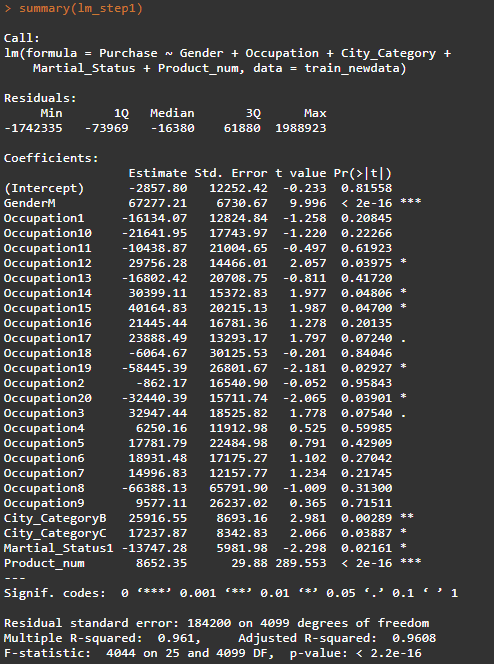 > summary(lm_step1)
Call:
lm(formula = Purchase ~ Gender + Occupation + City_Category +
    Martial_Status + Product_num, data = train_newdata)
Residuals:
     Min       1Q   Median       3Q      Max
-1742335   -73969   -16380    61880  1988923
Coefficients:
                 Estimate Std. Error t value Pr(>|t|)
(Intercept)      -2857.80   12252.42  -0.233  0.81558
GenderM          67277.21    6730.67   9.996  < 2e-16 ***
Occupation1     -16134.07   12824.84  -1.258  0.20845
Occupation10    -21641.95   17743.97  -1.220  0.22266
Occupation11    -10438.87   21004.65  -0.497  0.61923
Occupation12     29756.28   14466.01   2.057  0.03975 *
Occupation13    -16802.42   20708.75  -0.811  0.41720
Occupation14     30399.11   15372.83   1.977  0.04806 *
Occupation15     40164.83   20215.13   1.987  0.04700 *
Occupation16     21445.44   16781.36   1.278  0.20135
Occupation17     23888.49   13293.17   1.797  0.07240 .
Occupation18     -6064.67   30125.53  -0.201  0.84046
Occupation19    -58445.39   26801.67  -2.181  0.02927 *
Occupation2       -862.17   16540.90  -0.052  0.95843
Occupation20    -32440.39   15711.74  -2.065  0.03901 *
Occupation3      32947.44   18525.82   1.778  0.07540 .
Occupation4       6250.16   11912.98   0.525  0.59985
Occupation5      17781.79   22484.98   0.791  0.42909
Occupation6      18931.48   17175.27   1.102  0.27042
Occupation7      14996.83   12157.77   1.234  0.21745
Occupation8     -66388.13   65791.90  -1.009  0.31300
Occupation9       9577.11   26237.02   0.365  0.71511
City_CategoryB   25916.55    8693.16   2.981  0.00289 **
City_CategoryC   17237.87    8342.83   2.066  0.03887 *
Martial_Status1 -13747.28    5981.98  -2.298  0.02161 *
Product_num       8652.35      29.88 289.553  < 2e-16 ***
---
Signif. codes:  0 ‘***’ 0.001 ‘**’ 0.01 ‘*’ 0.05 ‘.’ 0.1 ‘ ’ 1
Residual standard error: 184200 on 4099 degrees of freedom
Multiple R-squared:  0.961,     Adjusted R-squared:  0.9608
F-statistic:  4044 on 25 and 4099 DF,  p-value: < 2.2e-16